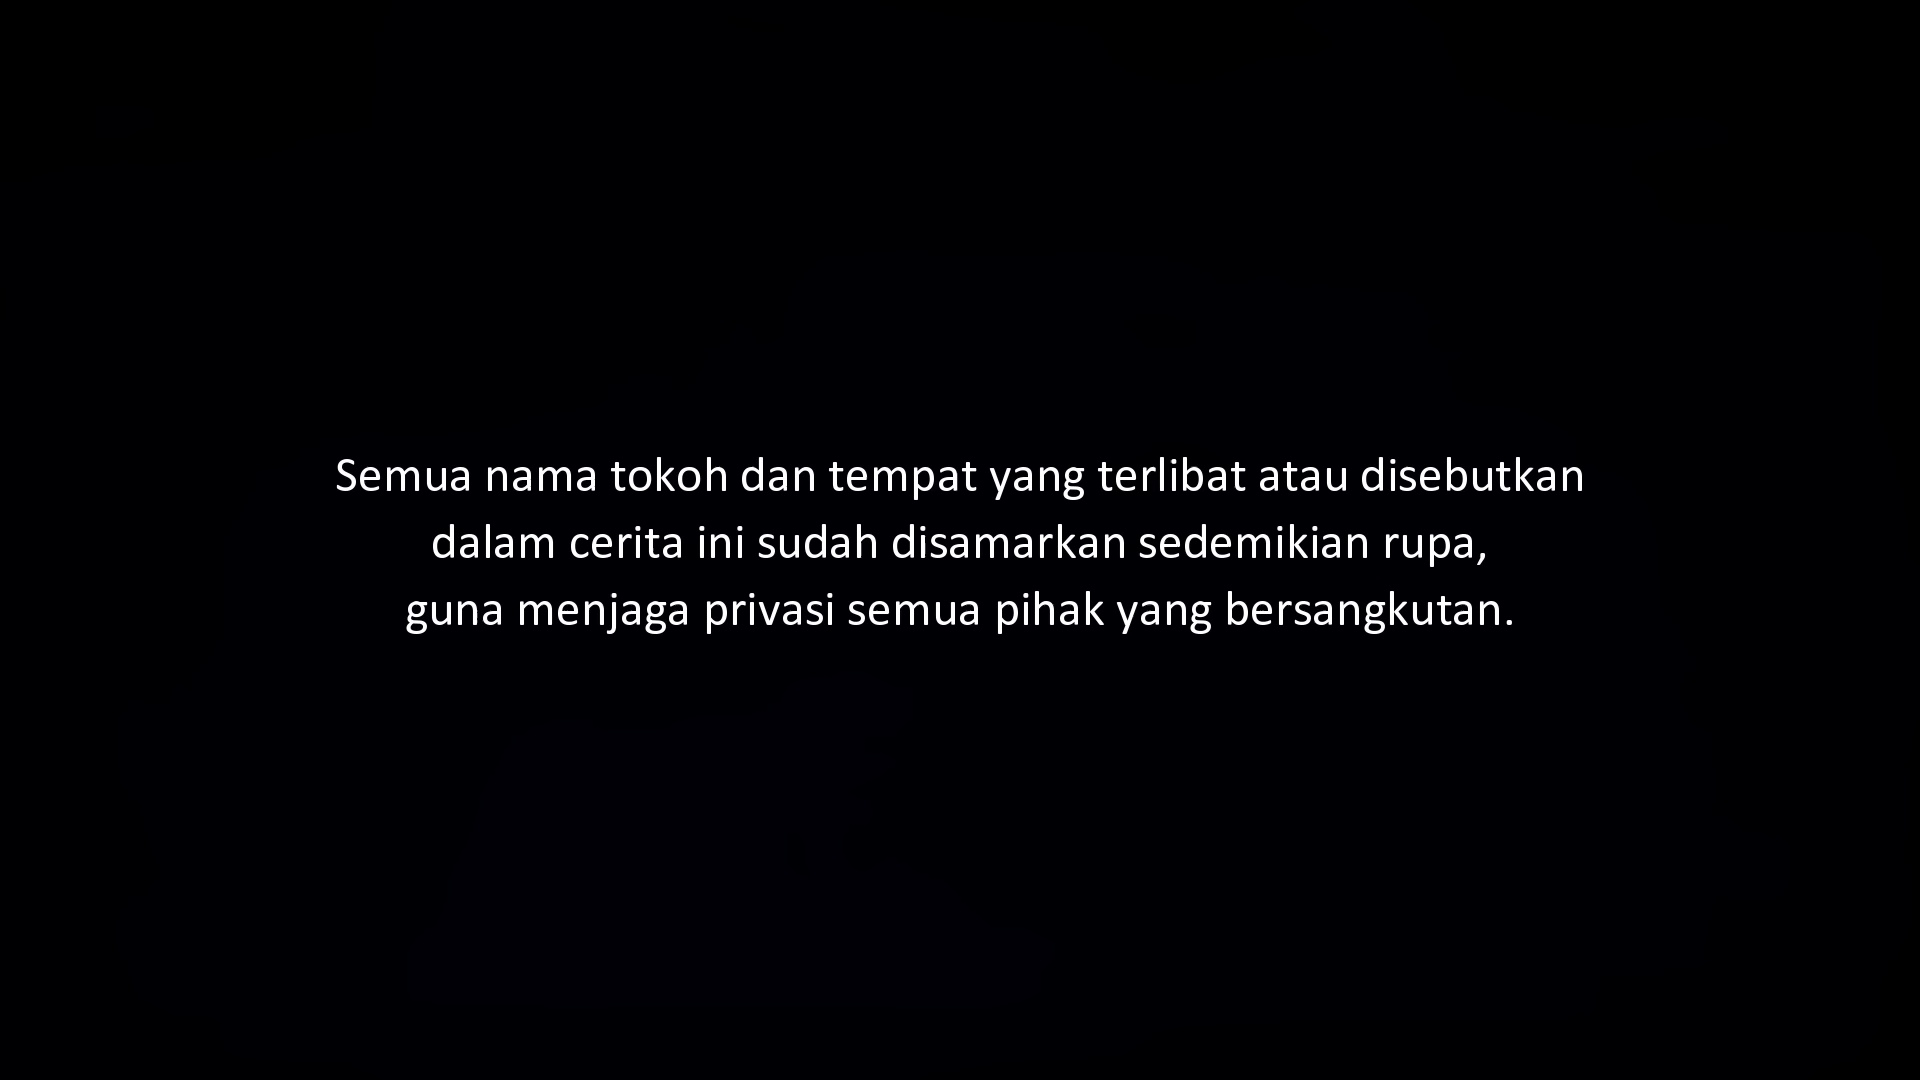 Semua nama tokoh dan tempat yang terlibat atau disebutkan
dalam cerita ini sudah disamarkan sedemikian rupa,
guna menjaga privasi semua pihak yang bersangkutan.